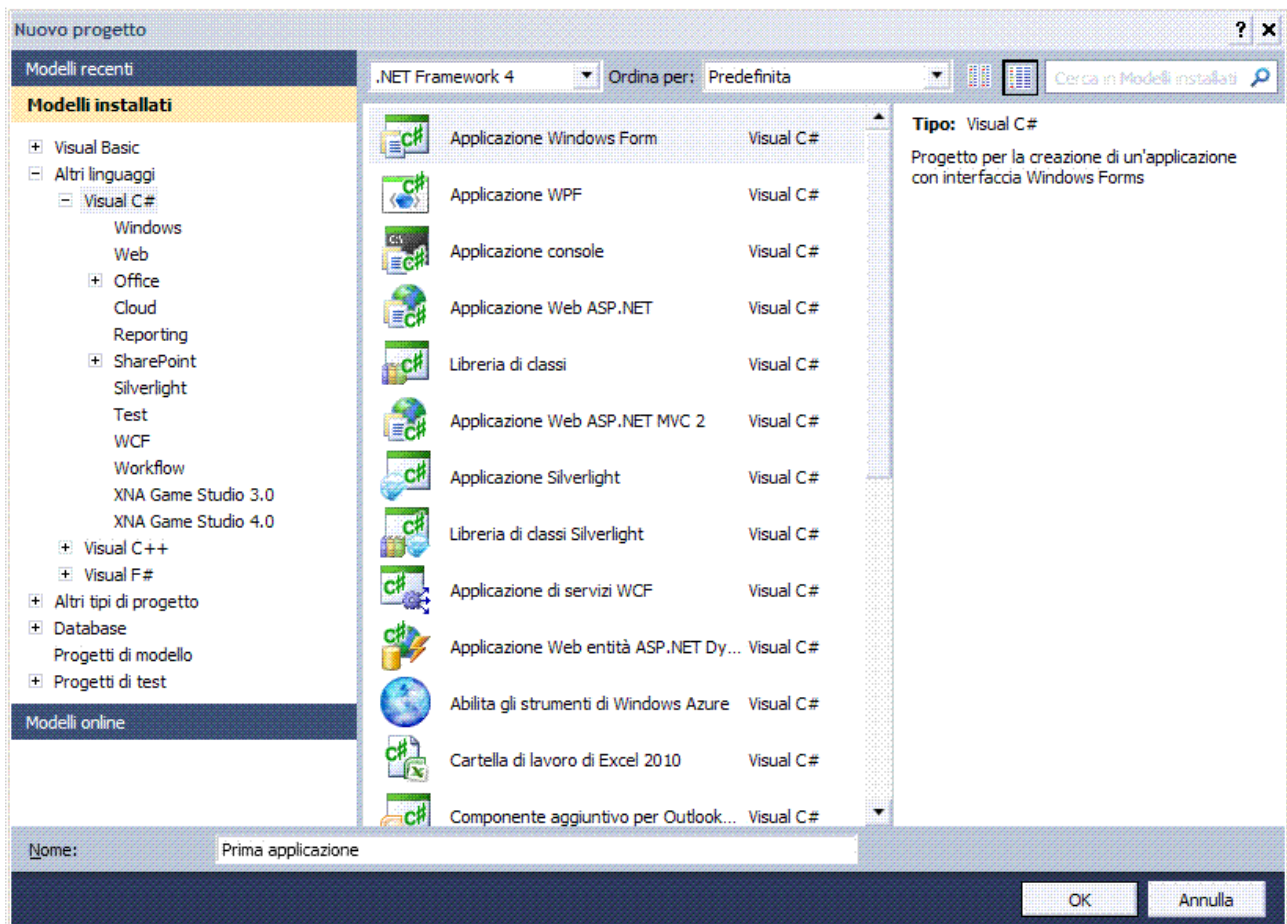 Nuovo progetto
? x
Modelli recenti
.NET Framework 4
Ordina per:
Predefinita
Cerca in Modelli installati
Modelli installati
Visual Basic
Altri linguaggi
Visual C#
Windows
Web
Office
Cloud
Reporting
SharePoint
Silverlight
Test
WCF
Workflow
XNA Game Studio 3.0
XNA Game Studio 4.0
Visual C++
Visual F#
Altri tipi di progetto
Database
Progetti di modello
Progetti di test
Modelli online
Applicazione Windows Form Visual C#
Applicazione WPF Visual C#
Applicazione console Visual C#
Applicazione Web ASP.NET Visual C#
Libreria di classi Visual C#
Applicazione Web ASP.NET MVC 2 Visual C#
Applicazione Silverlight Visual C#
Libreria di classi Silverlight Visual C#
Applicazione di servizi WCF Visual C#
Applicazione Web entità ASP.NET Dy... Visual C#
Abilita gli strumenti di Windows Azure Visual C#
Cartella di lavoro di Excel 2010 Visual C#
Componente aggiuntivo per Outlook... Visual C#
Tipo: Visual C#
Progetto per la creazione di un'applicazione
con interfaccia Windows Forms
Nome: Prima applicazione
OK Annulla